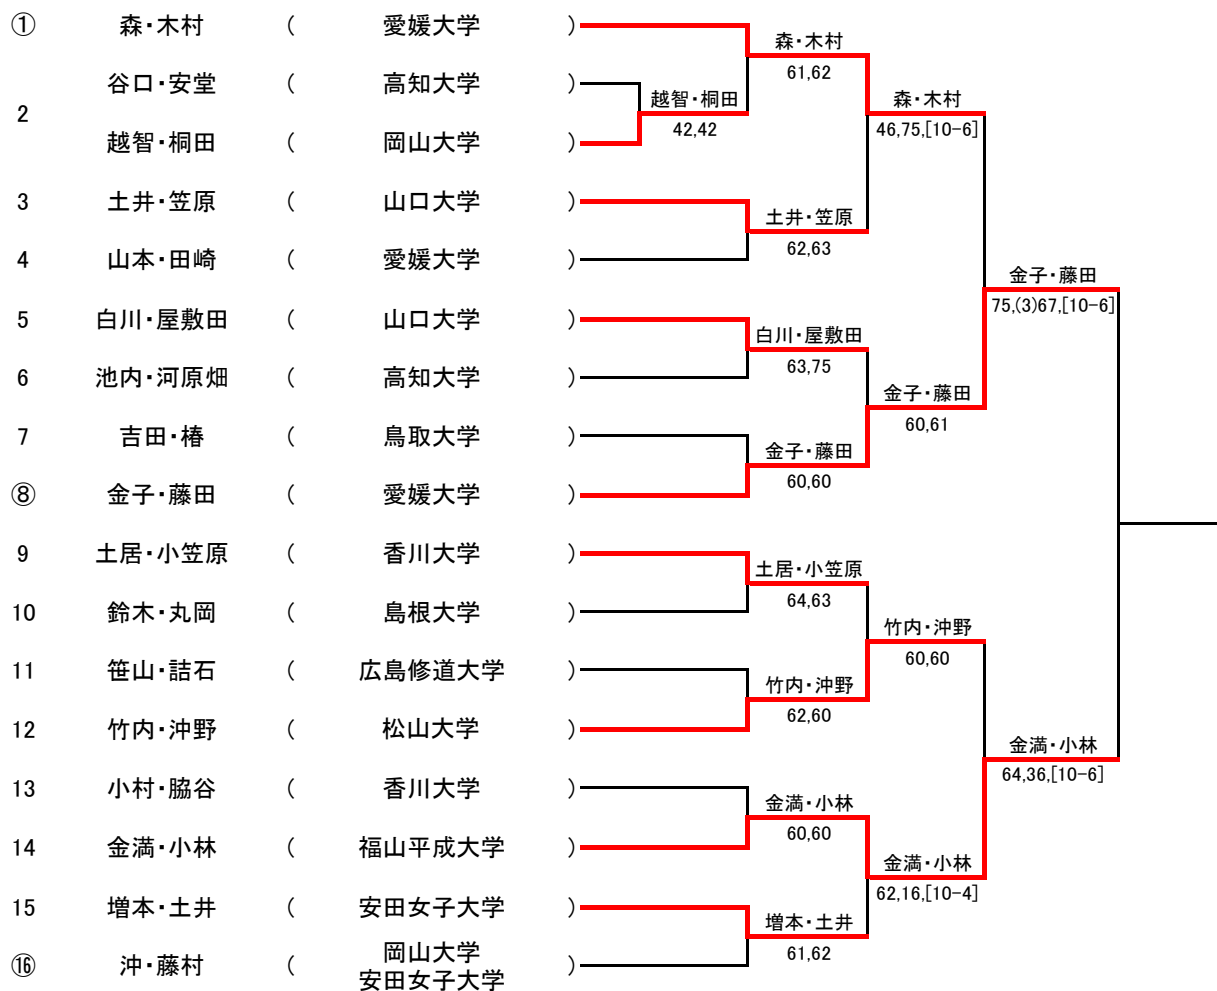 ① 森・木村 ( 愛媛大学 )
2
谷口・安堂 ( 高知大学 )
越智・桐田 ( 岡山大学 )
3 土井・笠原 ( 山口大学 )
4 山本・田崎 ( 愛媛大学 )
5 白川・屋敷田 ( 山口大学 )
6 池内・河原畑 ( 高知大学 )
7 吉田・椿 ( 鳥取大学 )
⑧ 金子・藤田 ( 愛媛大学 )
9 土居・小笠原 ( 香川大学 )
10 鈴木・丸岡 ( 島根大学 )
11 笹山・詰石 ( 広島修道大学 )
12 竹内・沖野 ( 松山大学 )
13 小村・脇谷 ( 香川大学 )
14 金満・小林 ( 福山平成大学 )
15 増本・土井 ( 安田女子大学 )
⑯ 沖・藤村 ( 岡山大学
安田女子大学 )
越智・桐田
42,42
森・木村
61,62
土井・笠原
62,63
白川・屋敷田
63,75
金子・藤田
60,60
土居・小笠原
64,63
竹内・沖野
62,60
金満・小林
60,60
増本・土井
61,62
森・木村
46,75,[10-6]
金子・藤田
60,61
竹内・沖野
60,60
金満・小林
62,16,[10-4]
金子・藤田
75,(3)67,[10-6]
金満・小林
64,36,[10-6]